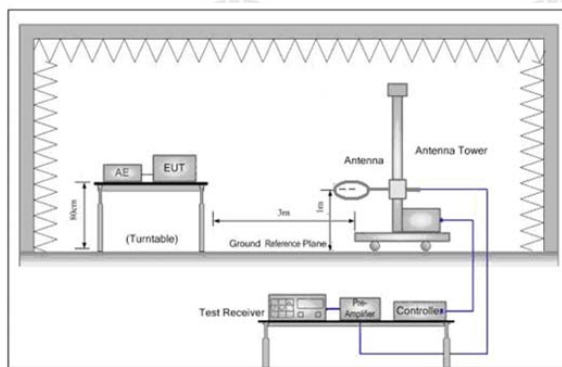 Antenna
Antenna Tower
AE
EUT
80cm
(Turntable)
3m
1m
Ground Reference Plane
Test Receiver
Pre-
Amplifier
Controller